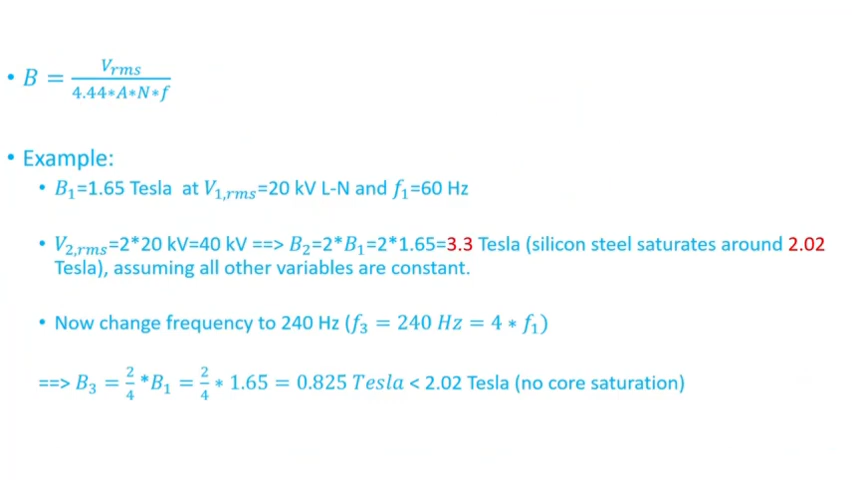 • B = Vrms / 4.44*A*N*f
• Example:
• B₁=1.65 Tesla at V₁,rms=20 kV L-N and f₁=60 Hz
• V₂,rms=2*20 kV=40 kV ==> B₂=2*B₁=2*1.65=3.3 Tesla (silicon steel saturates around 2.02
Tesla), assuming all other variables are constant.
• Now change frequency to 240 Hz (f₃ = 240 Hz = 4 * f₁)
==> B₃ = 2/4 *B₁ = 2/4 * 1.65 = 0.825 Tesla < 2.02 Tesla (no core saturation)